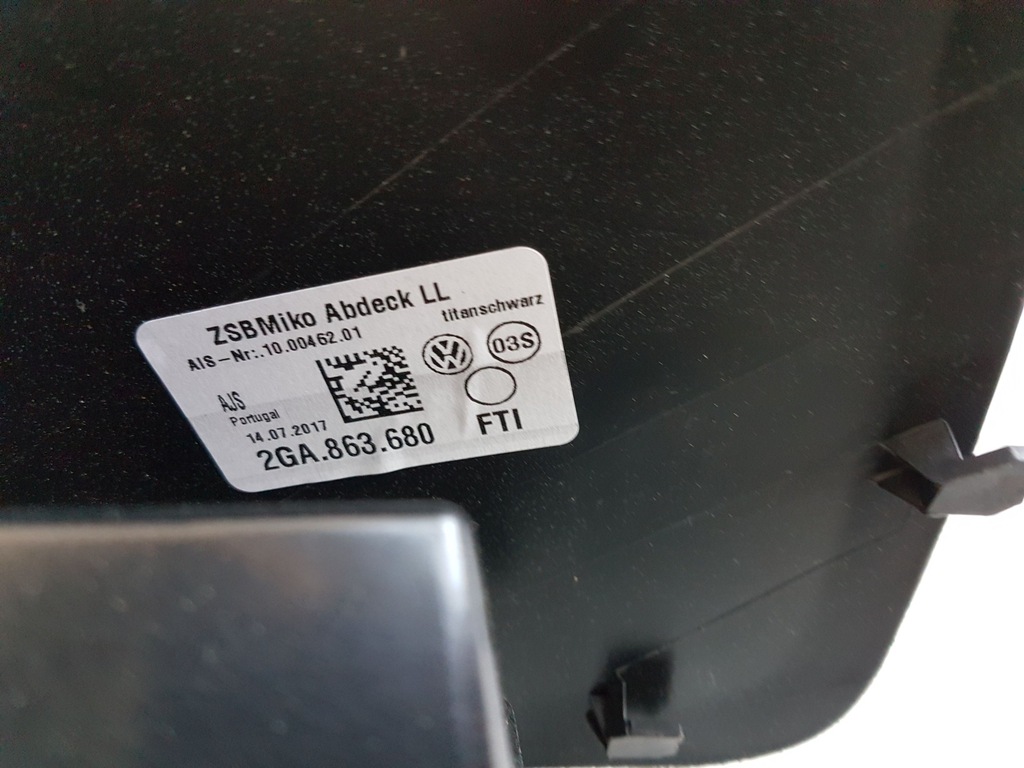 ZSBMiko Abdeck LL
AIS-Nr:.10.00462.01
titanschwarz
03S
AJS
Portugal
14.07.2017
2GA.863.680
FTI